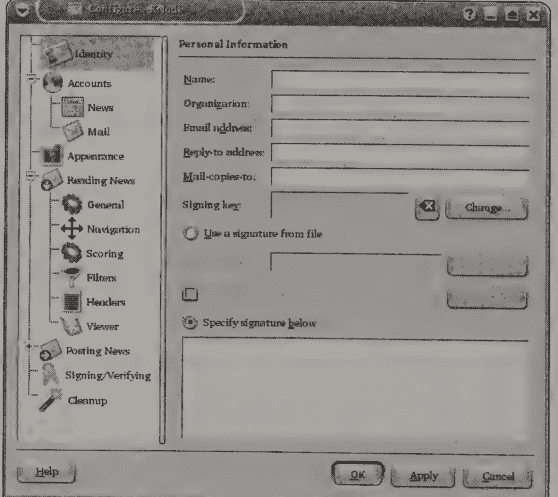 Configure
Identity
Accounts
News
Mail
Appearance
Reading News
General
Navigation
Scoring
Filters
Headers
Viewer
Posting News
Signing/Verifying
Cleanup
Personal Information
Name:
Organization:
Email address:
Reply-to address:
Mail-copies-to:
Signing key:
Change...
Use a signature from file
Specify signature below
Help
OK
Apply
Cancel